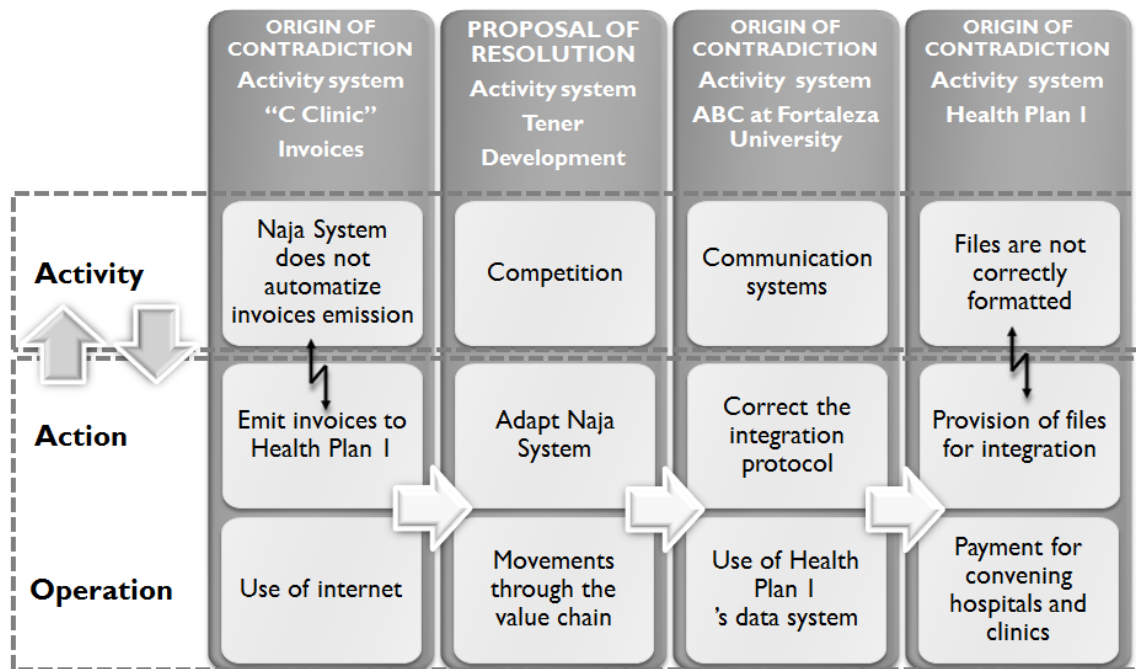 ORIGIN OF
CONTRADICTION
Activity system
“C Clinic”
Invoices
PROPOSAL OF
RESOLUTION
Activity system
Tener
Development
ORIGIN OF
CONTRADICTION
Activity system
ABC at Fortaleza
University
ORIGIN OF
CONTRADICTION
Activity system
Health Plan 1
Activity
Naja System
does not
automatize
invoices emission
Competition
Communication
systems
Files are not
correctly
formatted
Action
Emit invoices to
Health Plan 1
Adapt Naja
System
Correct the
integration
protocol
Provision of files
for integration
Operation
Use of internet
Movements
through the
value chain
Use of Health
Plan 1
’s data system
Payment for
convening
hospitals and
clinics